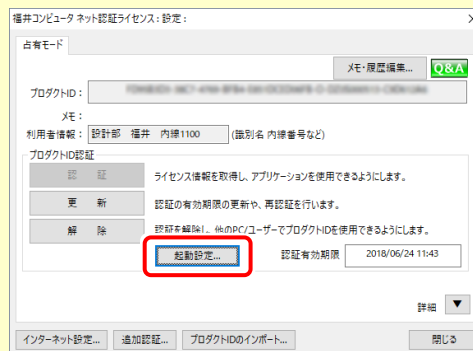 福井コンピュータ ネット認証ライセンス：設定：
占有モード
メモ・履歴編集... Q&A
プロダクトID：
メモ：
利用者情報： 設計部 福井 内線1100 (識別名 内線番号など)
プロダクトID認証
認 証 ライセンス情報を取得し、アプリケーションを使用できるようにします。
更 新 認証の有効期限の更新や、再認証を行います。
解 除 認証を解除し、他のPC/ユーザーでプロダクトIDを使用できるようにします。
起動設定... 認証有効期限 2018/06/24 11:43
詳細 ▼
インターネット設定... 追加認証... プロダクトIDのインポート... 閉じる